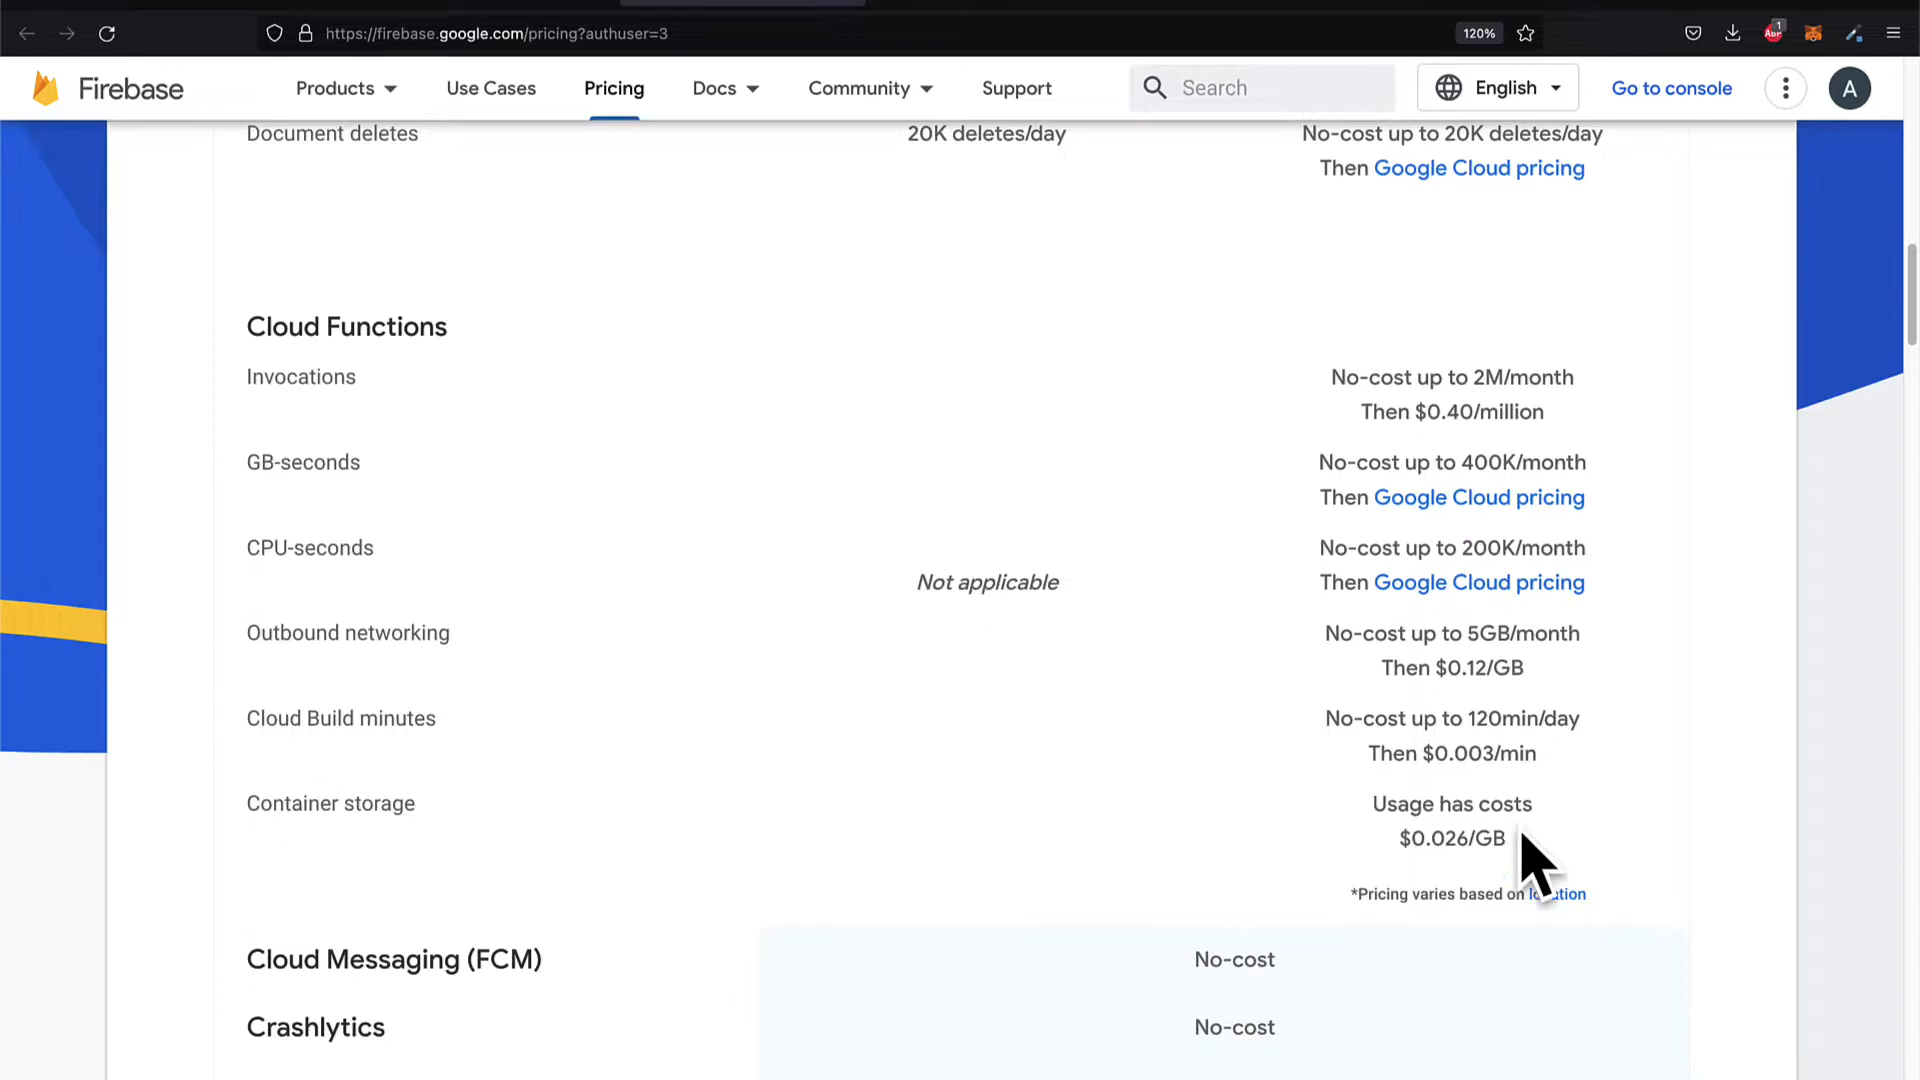 https://firebase.google.com/pricing?authuser=3
120%
ABP
1
Firebase
Products
Use Cases
Pricing
Docs
Community
Support
Search
English
Go to console
A
Document deletes
20K deletes/day
No-cost up to 20K deletes/day
Then Google Cloud pricing
Cloud Functions
Invocations
No-cost up to 2M/month
Then $0.40/million
GB-seconds
No-cost up to 400K/month
Then Google Cloud pricing
CPU-seconds
No-cost up to 200K/month
Not applicable
Then Google Cloud pricing
Outbound networking
No-cost up to 5GB/month
Then $0.12/GB
Cloud Build minutes
No-cost up to 120min/day
Then $0.003/min
Container storage
Usage has costs
$0.026/GB
*Pricing varies based on location
Cloud Messaging (FCM)
No-cost
Crashlytics
No-cost